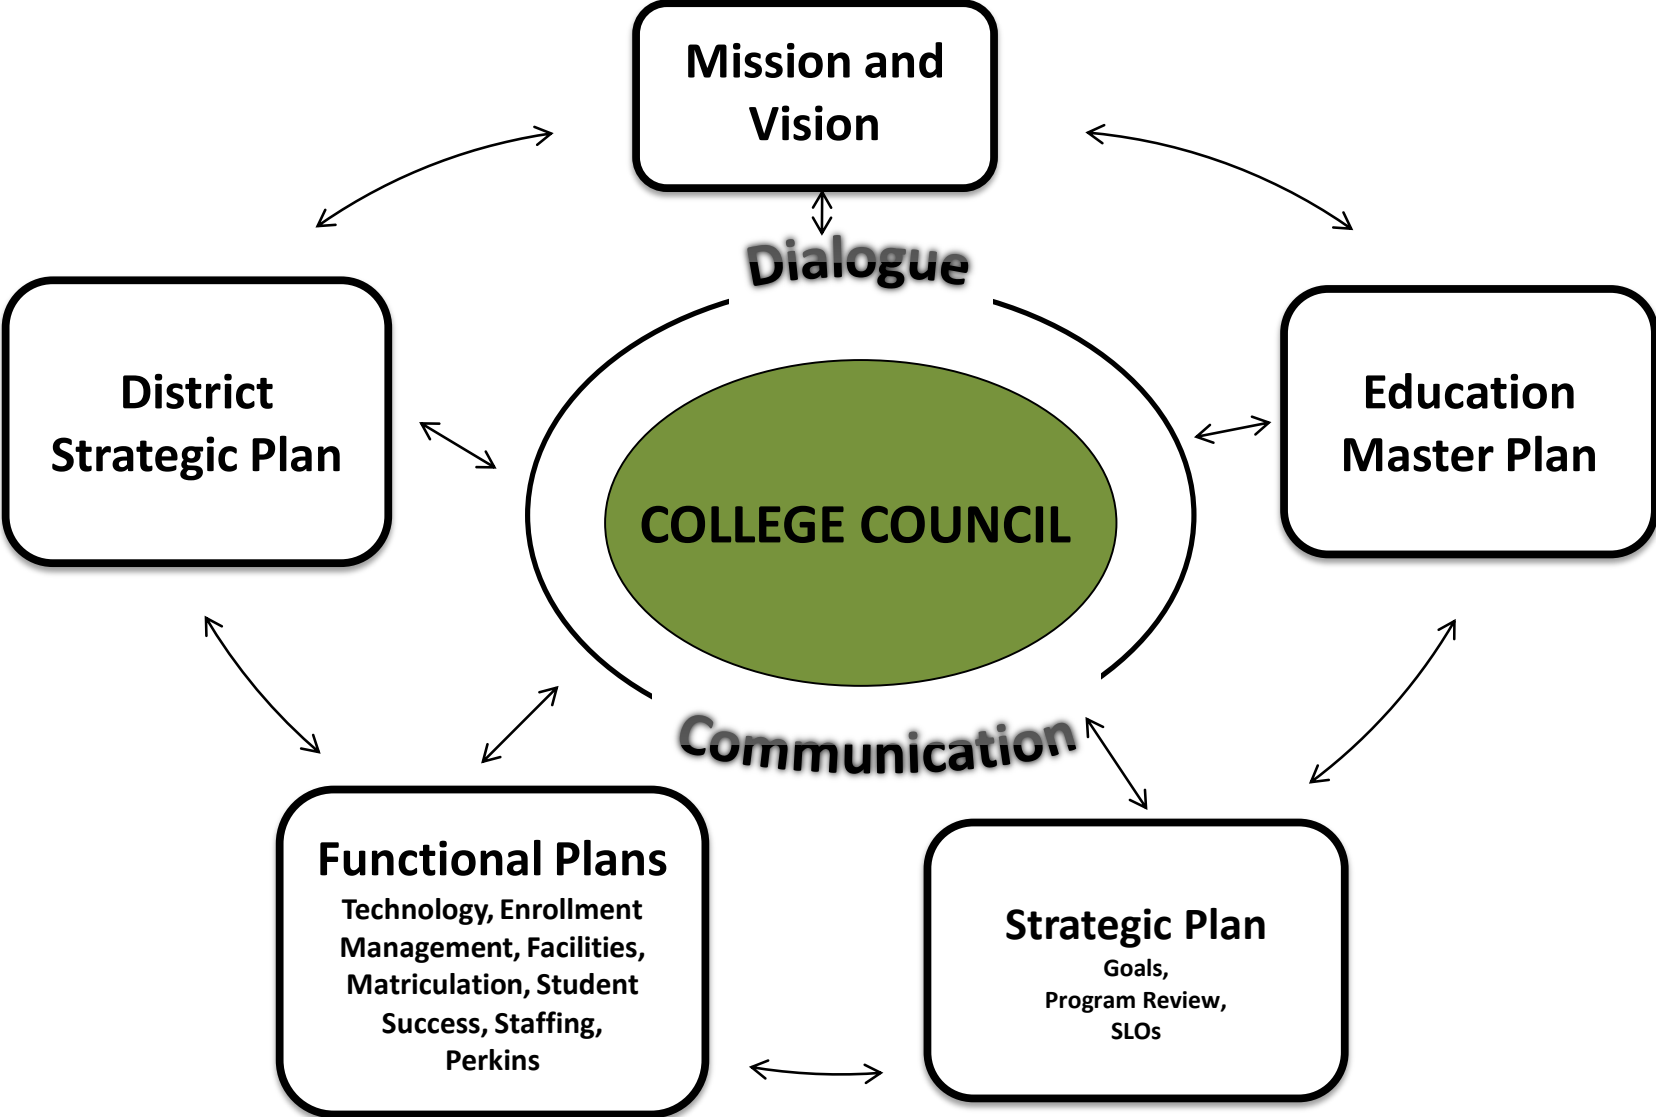 Mission and
Vision
Dialogue
District
Strategic Plan
Education
Master Plan
COLLEGE COUNCIL
Communication
Functional Plans
Technology, Enrollment
Management, Facilities,
Matriculation, Student
Success, Staffing,
Perkins
Strategic Plan
Goals,
Program Review,
SLOs